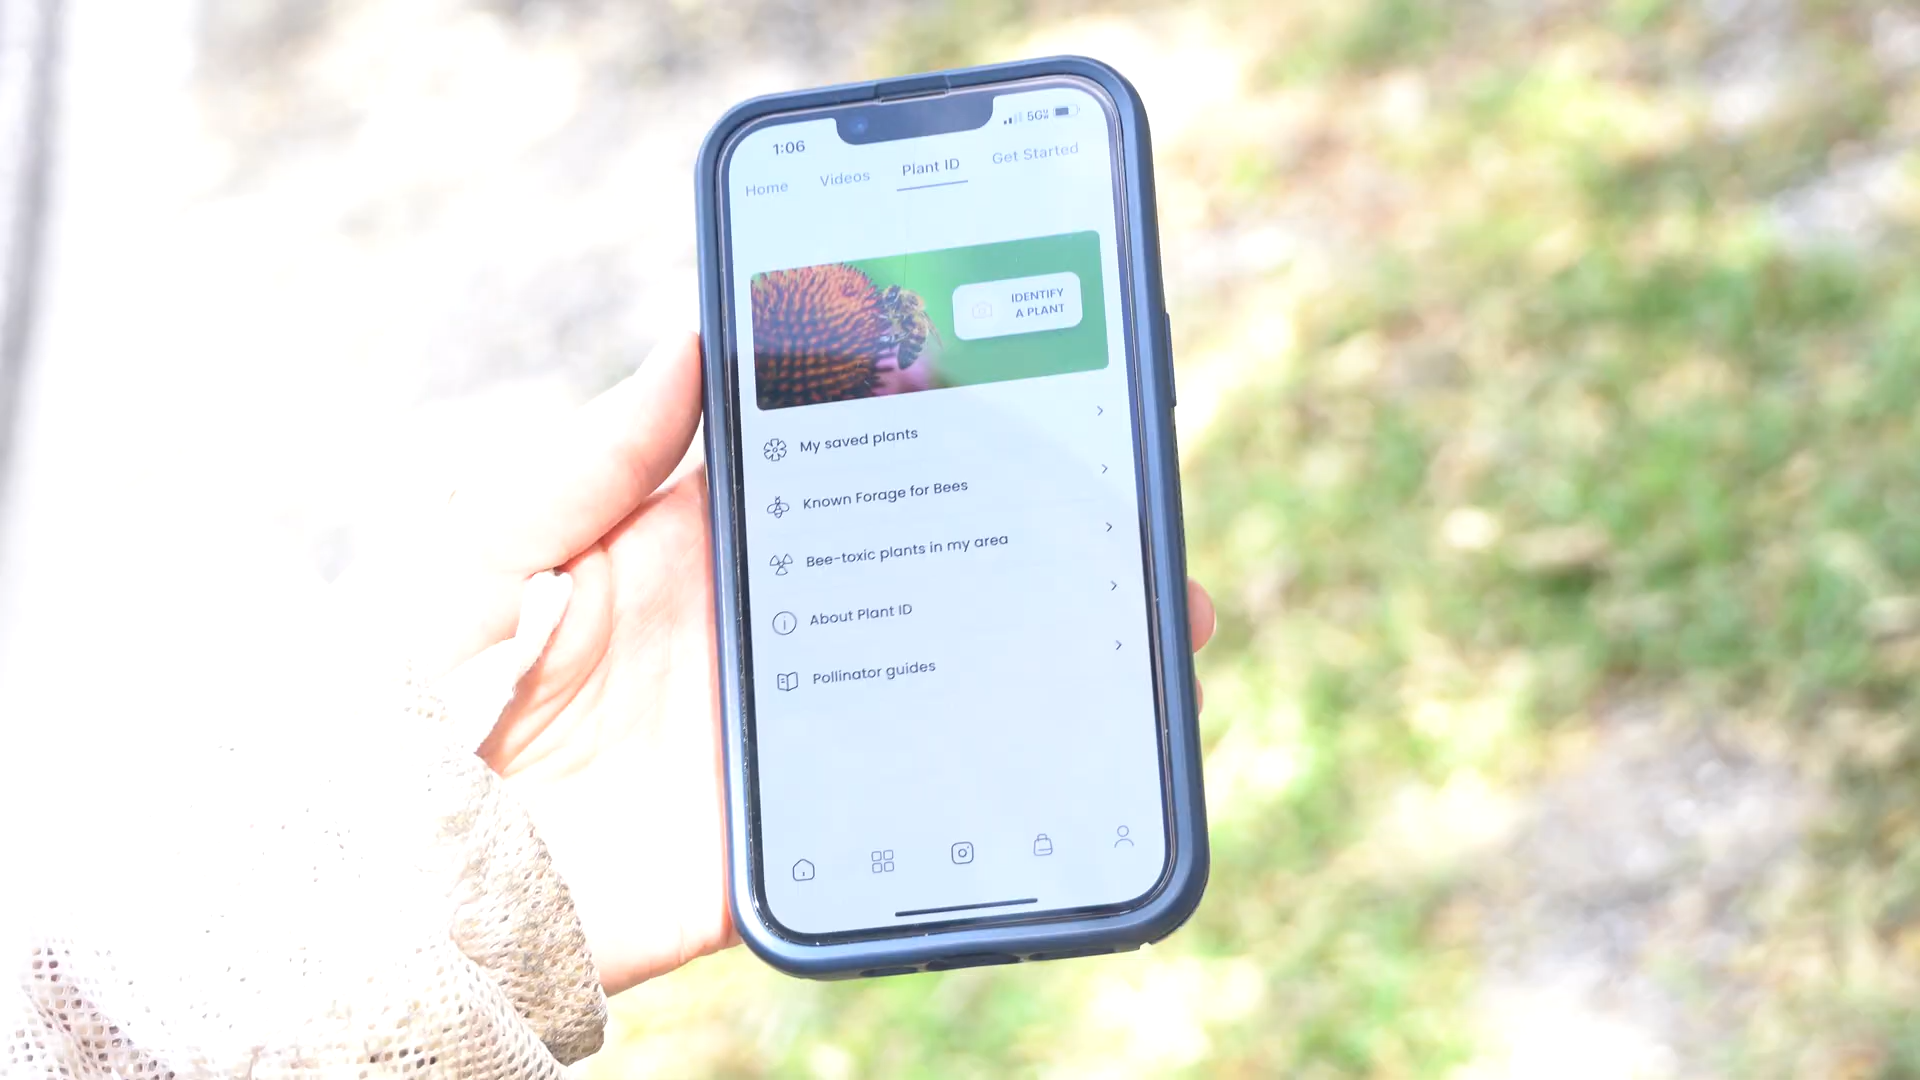 1:06
5G
Home Videos Plant ID Get Started
IDENTIFY
A PLANT
My saved plants
Known Forage for Bees
Bee-toxic plants in my area
About Plant ID
Pollinator guides